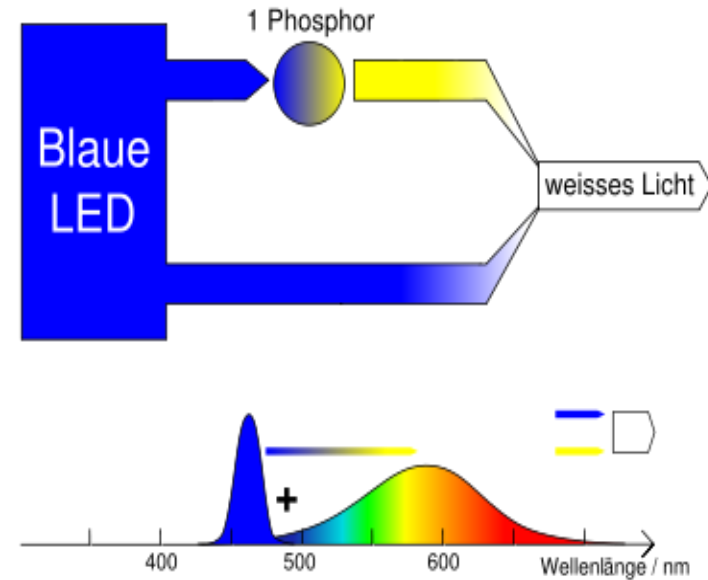 1 Phosphor
Blaue
LED
weisses Licht
+
400 500 600
Wellenlänge / nm